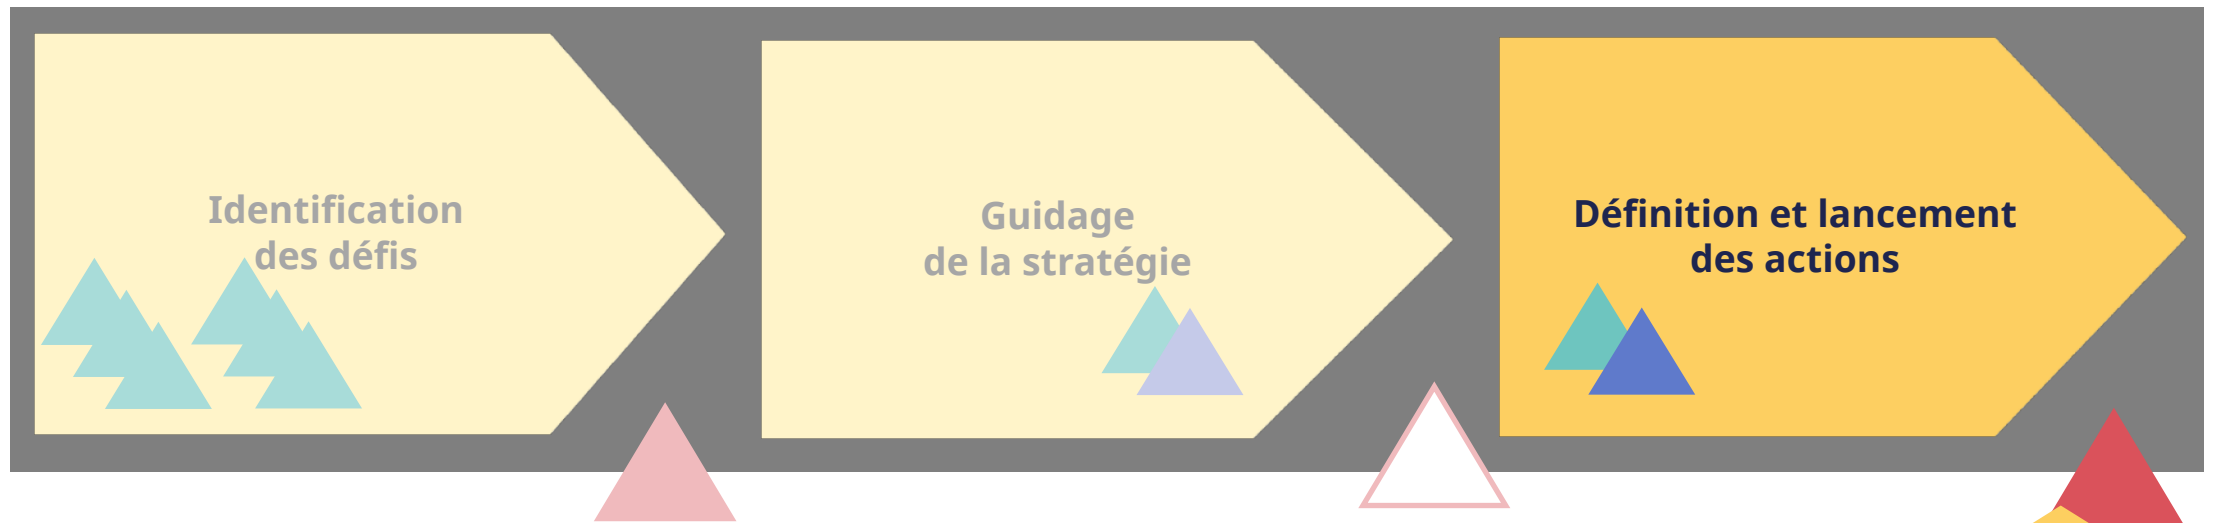 Identification
des défis
Guidage
de la stratégie
Définition et lancement
des actions